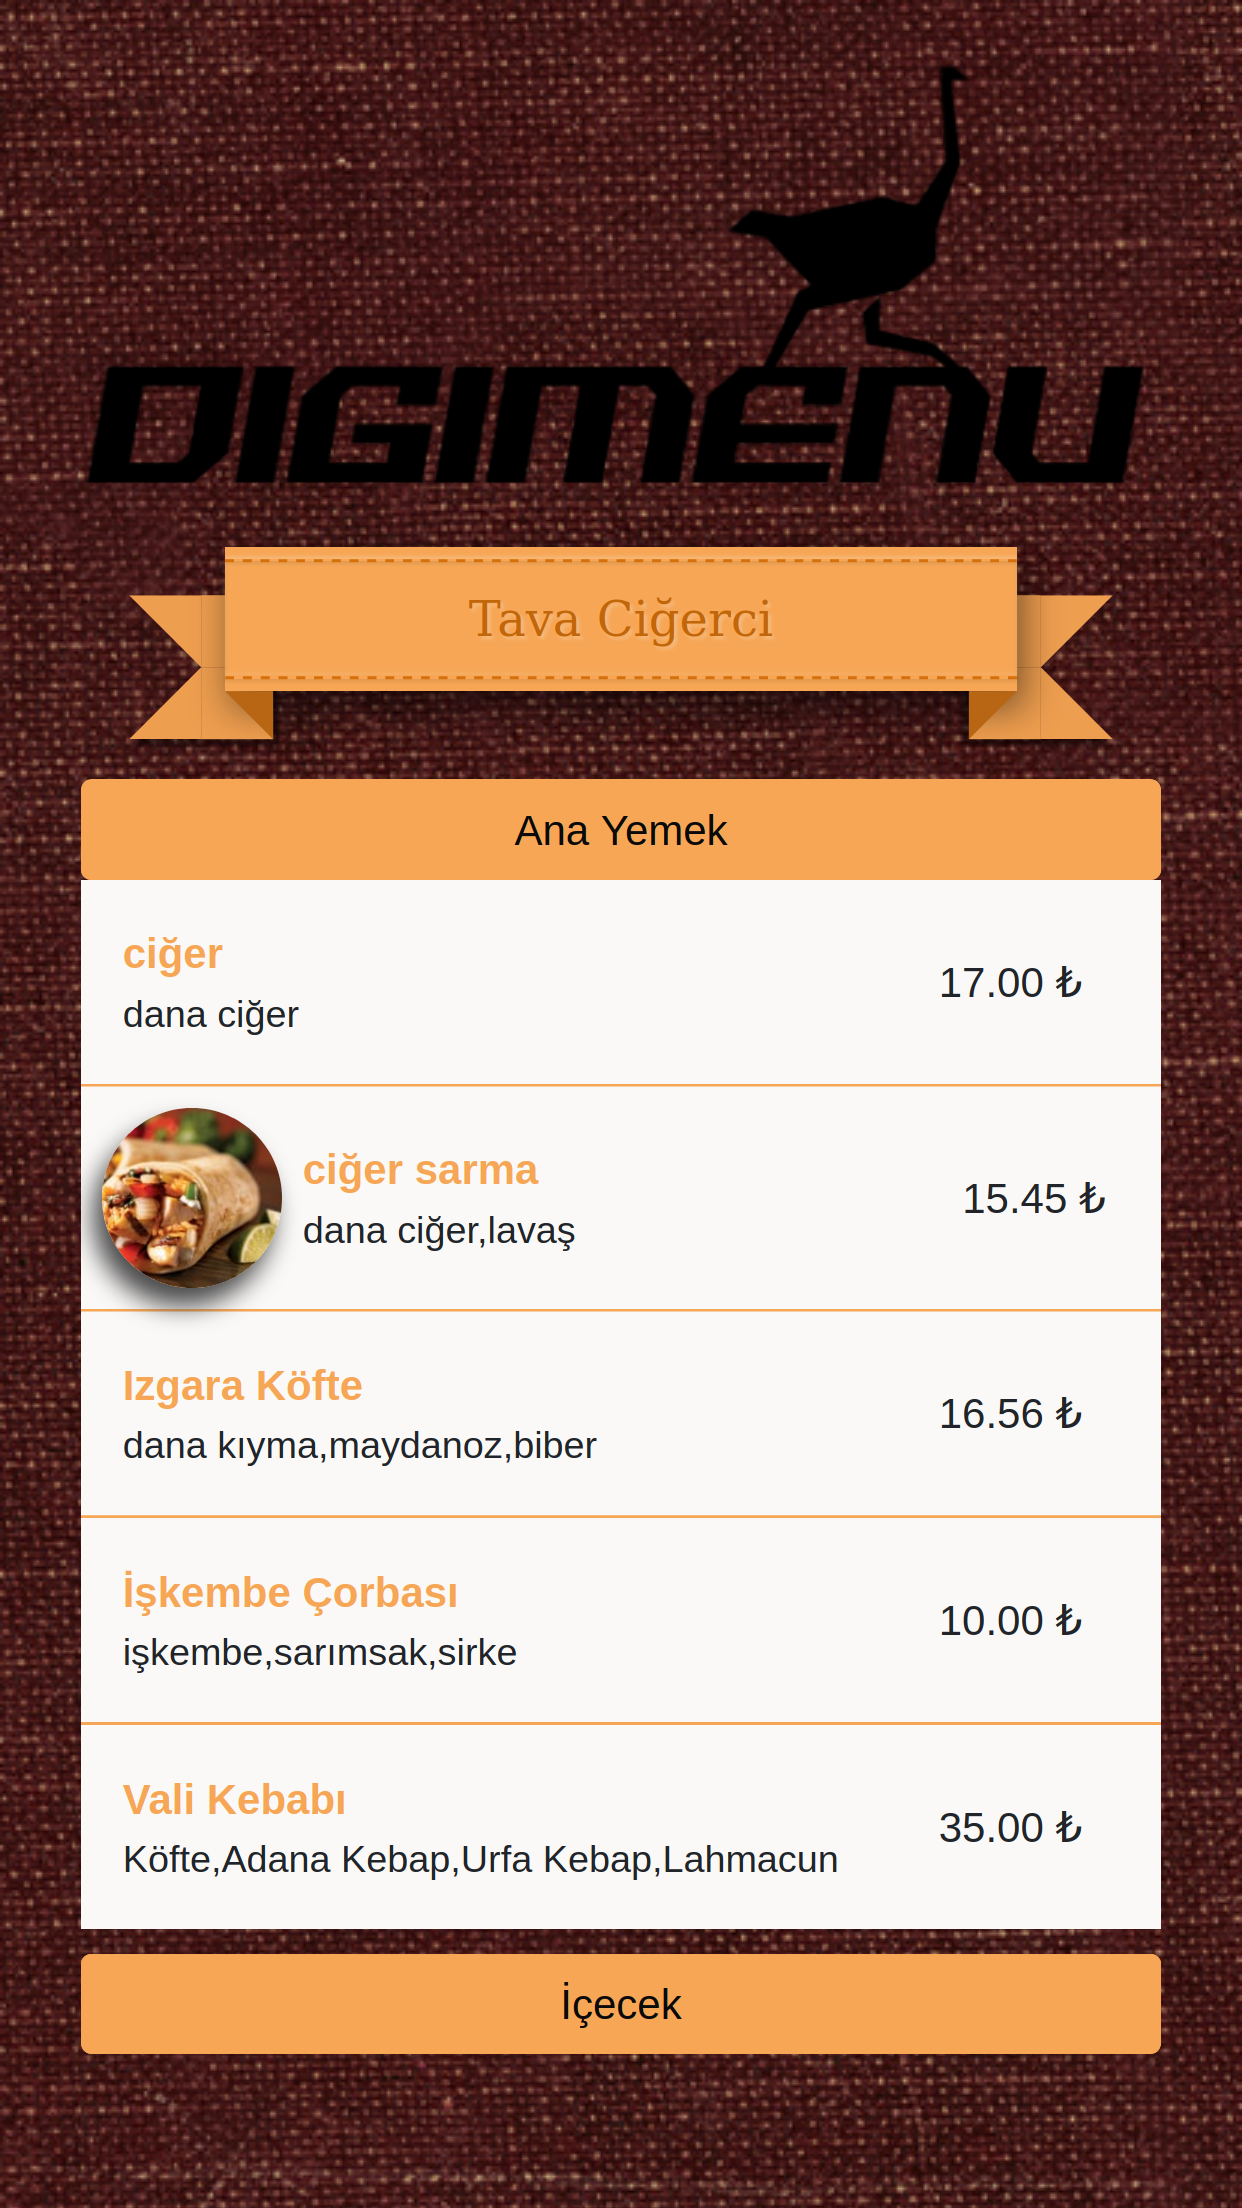 DIGIMENU
Tava Ciğerci
Ana Yemek
ciğer
dana ciğer
17.00 ₺
ciğer sarma
dana ciğer,lavaş
15.45 ₺
Izgara Köfte
dana kıyma,maydanoz,biber
16.56 ₺
İşkembe Çorbası
işkembe,sarımsak,sirke
10.00 ₺
Vali Kebabı
Köfte,Adana Kebap,Urfa Kebap,Lahmacun
35.00 ₺
İçecek